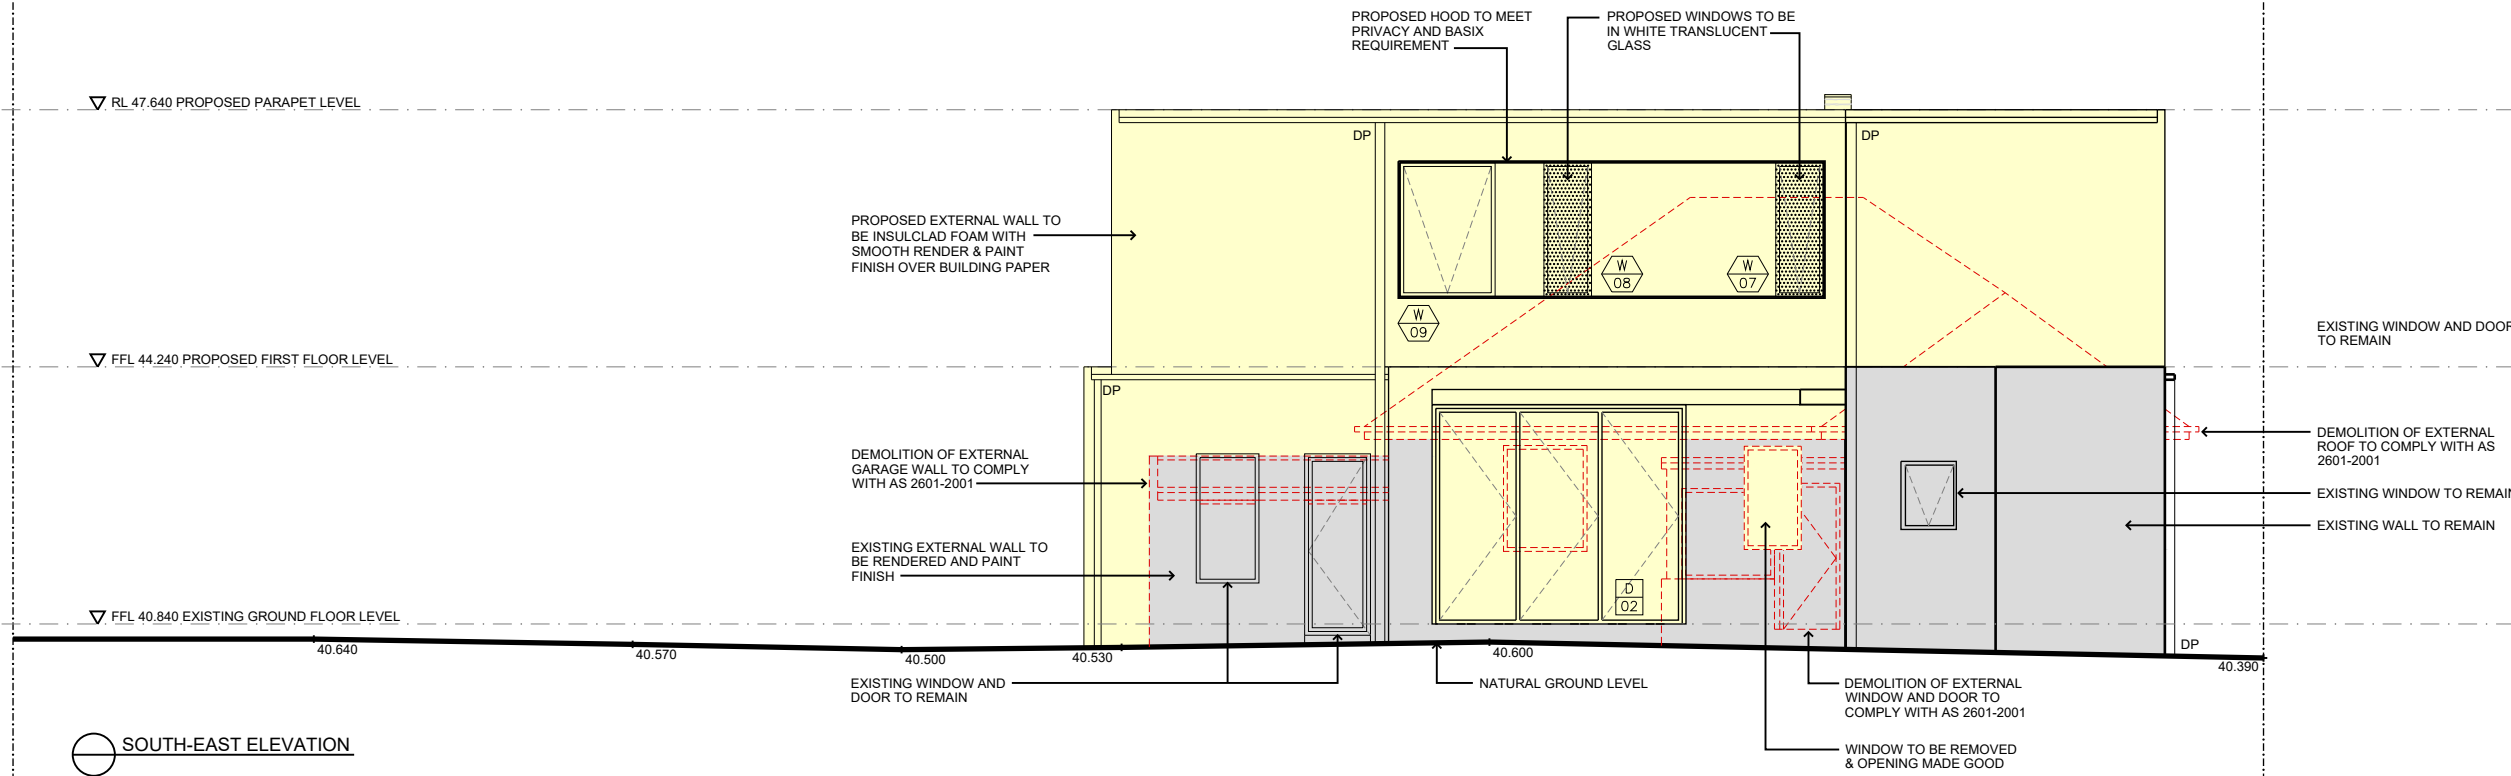 PROPOSED HOOD TO MEET
PRIVACY AND BASIX
REQUIREMENT
PROPOSED WINDOWS TO BE
IN WHITE TRANSLUCENT
GLASS
RL 47.640 PROPOSED PARAPET LEVEL
DP
DP
PROPOSED EXTERNAL WALL TO
BE INSULCLAD FOAM WITH
SMOOTH RENDER & PAINT
FINISH OVER BUILDING PAPER
W
08
W
07
W
09
EXISTING WINDOW AND DOOR
TO REMAIN
FFL 44.240 PROPOSED FIRST FLOOR LEVEL
DP
DEMOLITION OF EXTERNAL
GARAGE WALL TO COMPLY
WITH AS 2601-2001
DEMOLITION OF EXTERNAL
ROOF TO COMPLY WITH AS
2601-2001
EXISTING WINDOW TO REMAIN
EXISTING WALL TO REMAIN
EXISTING EXTERNAL WALL TO
BE RENDERED AND PAINT
FINISH
D
02
FFL 40.840 EXISTING GROUND FLOOR LEVEL
40.640
40.570
40.500
40.530
40.600
DP
40.390
EXISTING WINDOW AND
DOOR TO REMAIN
NATURAL GROUND LEVEL
DEMOLITION OF EXTERNAL
WINDOW AND DOOR TO
COMPLY WITH AS 2601-2001
WINDOW TO BE REMOVED
& OPENING MADE GOOD
SOUTH-EAST ELEVATION